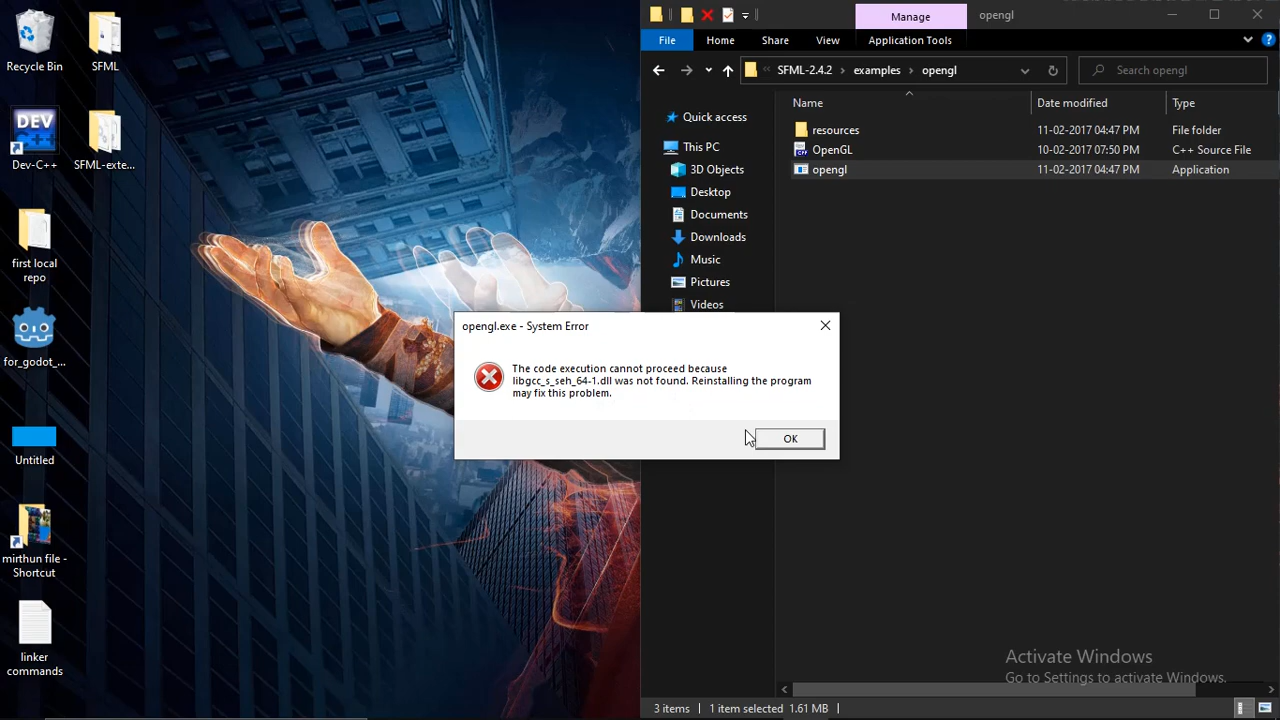 Recycle Bin
SFML
DEV
Dev-C++
SFML-exte...
first local
repo
for_godot_...
Untitled
mirthun file -
Shortcut
linker
commands
Manage
opengl
File
Home
Share
View
Application Tools
SFML-2.4.2
examples
opengl
Search opengl
Name
Date modified
Type
Quick access
This PC
3D Objects
Desktop
Documents
Downloads
Music
Pictures
Videos
resources 11-02-2017 04:47 PM File folder
OpenGL 10-02-2017 07:50 PM C++ Source File
opengl 11-02-2017 04:47 PM Application
opengl.exe - System Error
The code execution cannot proceed because
libgcc_s_seh_64-1.dll was not found. Reinstalling the program
may fix this problem.
OK
Activate Windows
Go to Settings to activate Windows.
3 items
1 item selected 1.61 MB